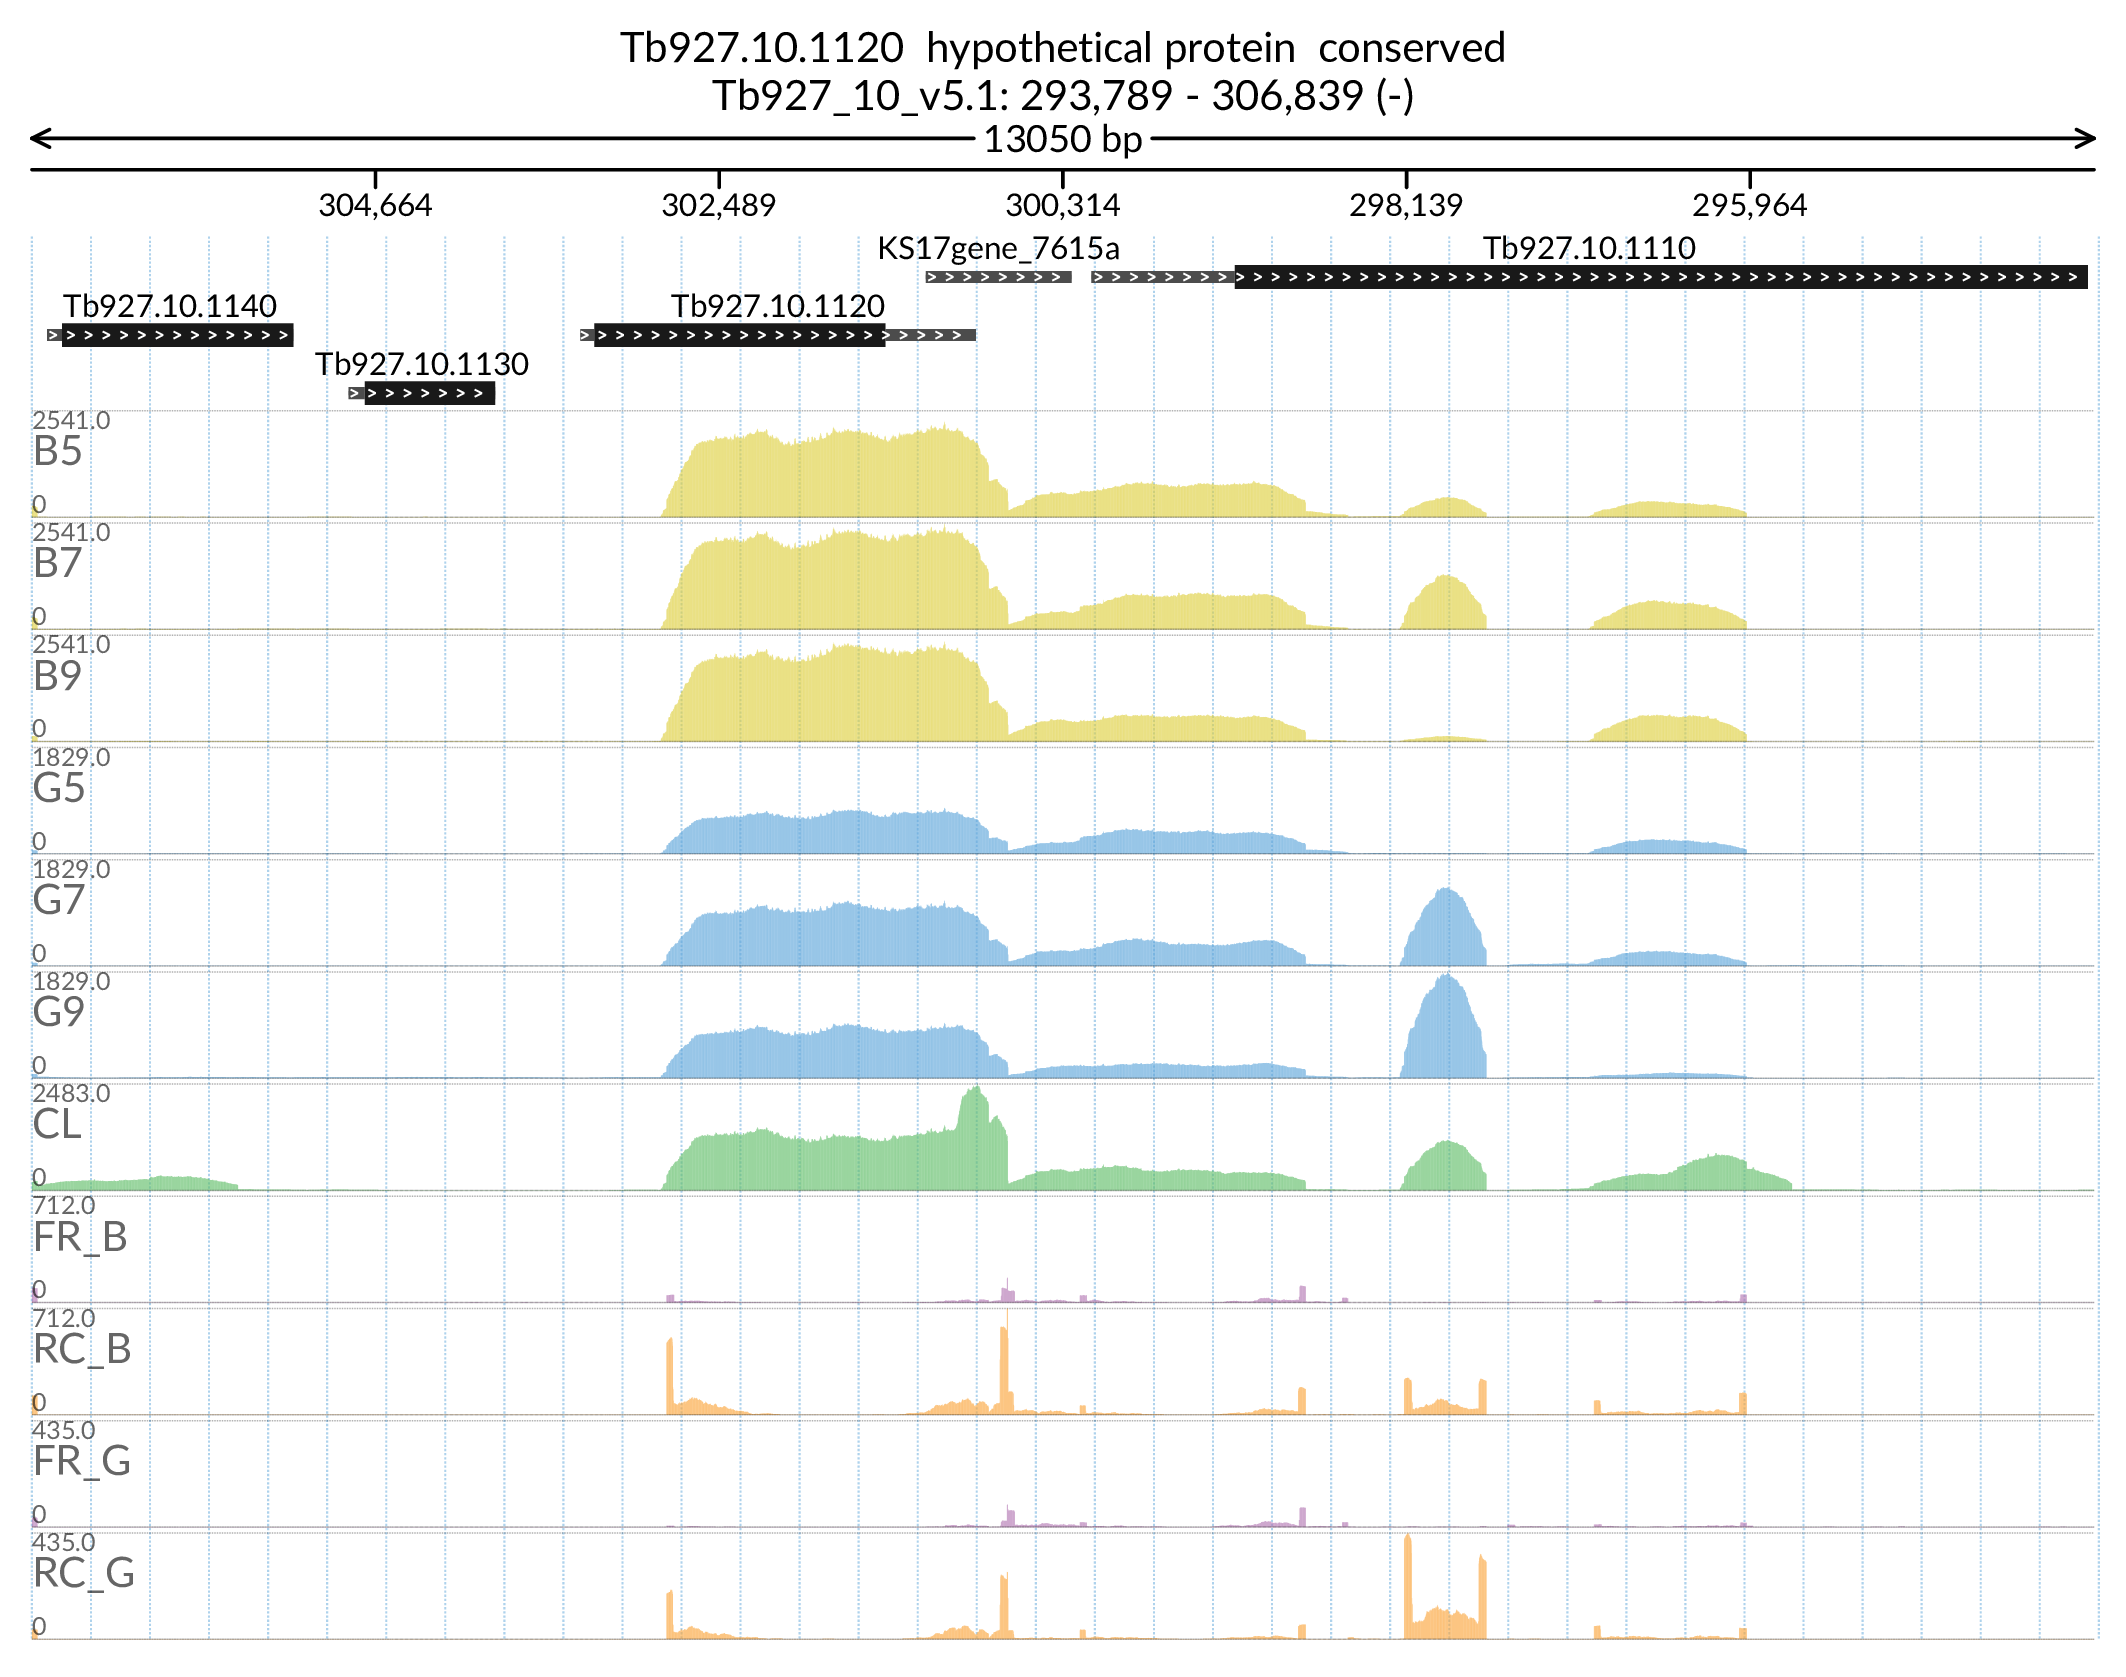 Tb927.10.1120 hypothetical protein conserved
Tb927_10_v5.1: 293,789 - 306,839 (-)
13050 bp
304,664 302,489 300,314 298,139 295,964
KS17gene_7615a Tb927.10.1110
Tb927.10.1140 Tb927.10.1120
Tb927.10.1130
2541.0
B5
0
2541.0
B7
0
2541.0
B9
0
1829.0
G5
0
1829.0
G7
0
1829.0
G9
0
2483.0
CL
0
712.0
FR_B
0
712.0
RC_B
0
435.0
FR_G
0
435.0
RC_G
0